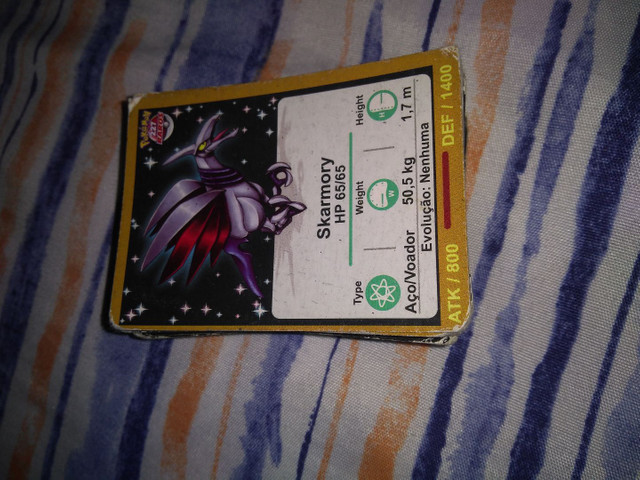 POKéMON
Skarmory
HP 65/65
Type
Weight
Height
W
H
Aço/Voador
50,5 kg
1,7 m
Evolução: Nenhuma
ATK / 800
DEF / 1400